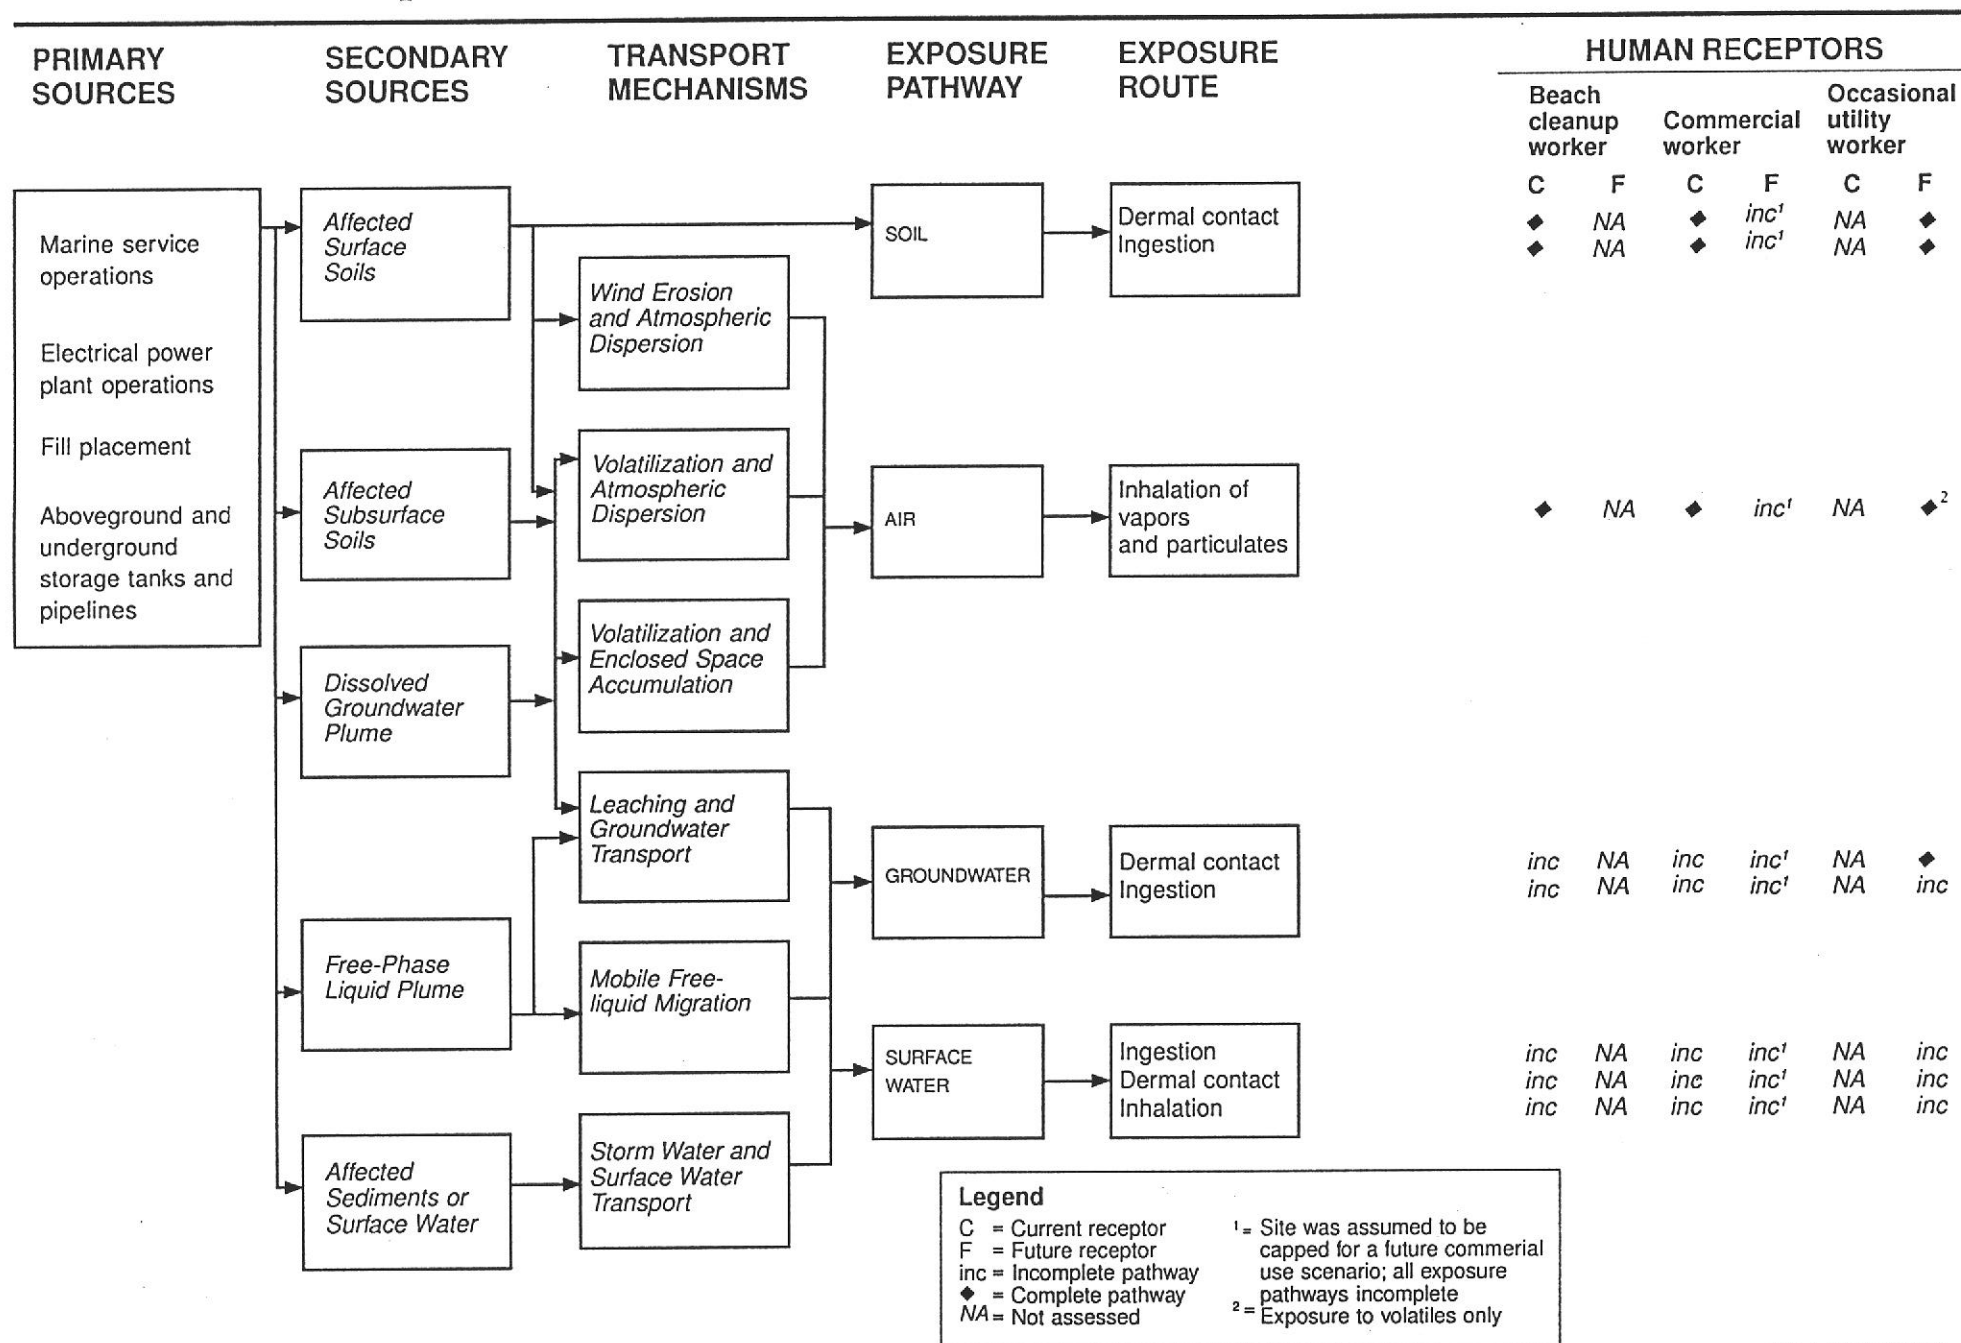 PRIMARY
SOURCES
SECONDARY
SOURCES
TRANSPORT
MECHANISMS
EXPOSURE
PATHWAY
EXPOSURE
ROUTE
HUMAN RECEPTORS
Beach
cleanup
worker
Commercial
worker
Occasional
utility
worker
C F C F C F
Marine service
operations
Electrical power
plant operations
Fill placement
Aboveground and
underground
storage tanks and
pipelines
Affected
Surface
Soils
Affected
Subsurface
Soils
Dissolved
Groundwater
Plume
Free-Phase
Liquid Plume
Affected
Sediments or
Surface Water
Wind Erosion
and Atmospheric
Dispersion
Volatilization and
Atmospheric
Dispersion
Volatilization and
Enclosed Space
Accumulation
Leaching and
Groundwater
Transport
Mobile Free-
liquid Migration
Storm Water and
Surface Water
Transport
SOIL
AIR
GROUNDWATER
SURFACE
WATER
Dermal contact
Ingestion
◆ NA ◆ inc¹ NA ◆
◆ NA ◆ inc¹ NA ◆
Inhalation of
vapors
and particulates
◆ NA ◆ inc¹ NA ◆²
Dermal contact
Ingestion
inc NA inc inc¹ NA ◆
inc NA inc inc¹ NA inc
Ingestion
Dermal contact
Inhalation
inc NA inc inc¹ NA inc
inc NA inc inc¹ NA inc
inc NA inc inc¹ NA inc
Legend
C = Current receptor
F = Future receptor
inc = Incomplete pathway
◆ = Complete pathway
NA = Not assessed
¹ = Site was assumed to be
capped for a future commerial
use scenario; all exposure
pathways incomplete
² = Exposure to volatiles only